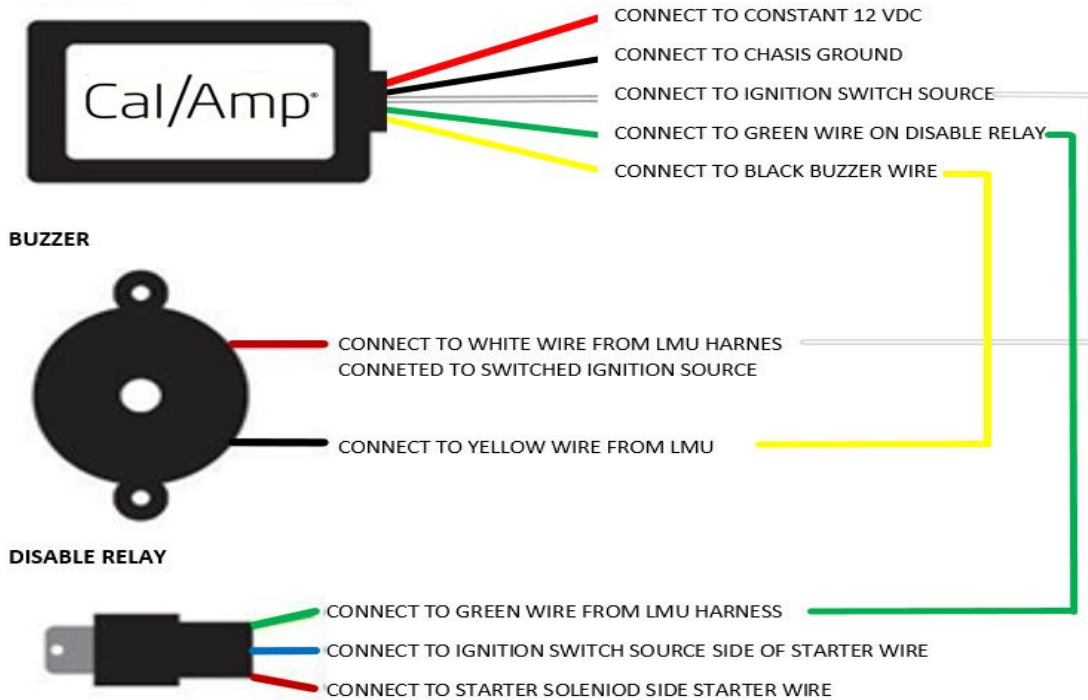 CONNECT TO CONSTANT 12 VDC
CONNECT TO CHASIS GROUND
Cal/Amp®
CONNECT TO IGNITION SWITCH SOURCE
CONNECT TO GREEN WIRE ON DISABLE RELAY
CONNECT TO BLACK BUZZER WIRE
BUZZER
CONNECT TO WHITE WIRE FROM LMU HARNES
CONNETED TO SWITCHED IGNITION SOURCE
CONNECT TO YELLOW WIRE FROM LMU
DISABLE RELAY
CONNECT TO GREEN WIRE FROM LMU HARNESS
CONNECT TO IGNITION SWITCH SOURCE SIDE OF STARTER WIRE
CONNECT TO STARTER SOLENIOD SIDE STARTER WIRE